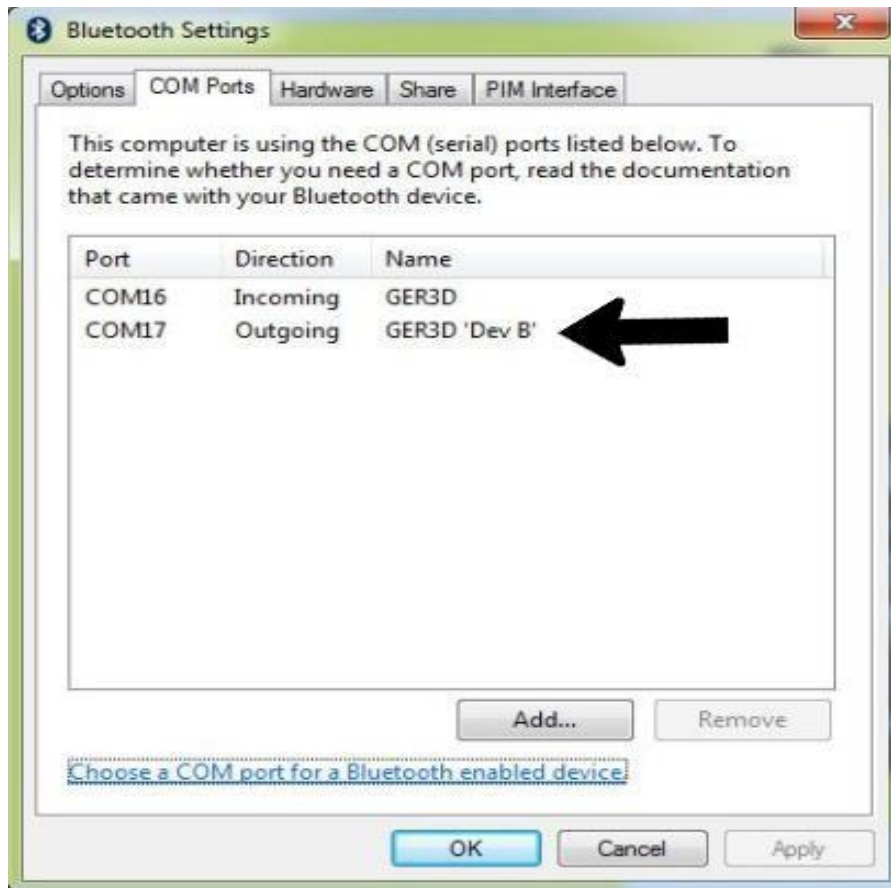 Bluetooth Settings
Options COM Ports Hardware Share PIM Interface
This computer is using the COM (serial) ports listed below. To
determine whether you need a COM port, read the documentation
that came with your Bluetooth device.
Port Direction Name
COM16 Incoming GER3D
COM17 Outgoing GER3D 'Dev B'
Add... Remove
Choose a COM port for a Bluetooth enabled device.
OK Cancel Apply